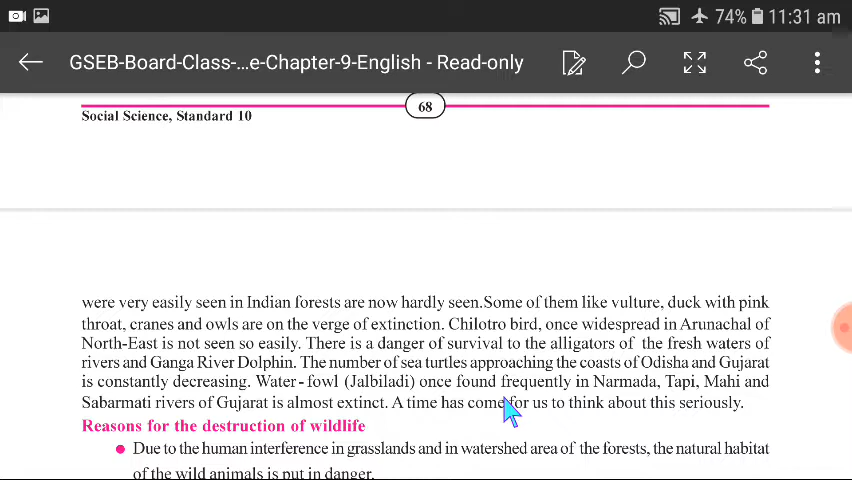 74% 11:31 am
GSEB-Board-Class-...e-Chapter-9-English - Read-only
68
Social Science, Standard 10
were very easily seen in Indian forests are now hardly seen.Some of them like vulture, duck with pink
throat, cranes and owls are on the verge of extinction. Chilotro bird, once widespread in Arunachal of
North-East is not seen so easily. There is a danger of survival to the alligators of the fresh waters of
rivers and Ganga River Dolphin. The number of sea turtles approaching the coasts of Odisha and Gujarat
is constantly decreasing. Water-fowl (Jalbiladi) once found frequently in Narmada, Tapi, Mahi and
Sabarmati rivers of Gujarat is almost extinct. A time has come for us to think about this seriously.
Reasons for the destruction of wildlife
● Due to the human interference in grasslands and in watershed area of the forests, the natural habitat
of the wild animals is put in danger.